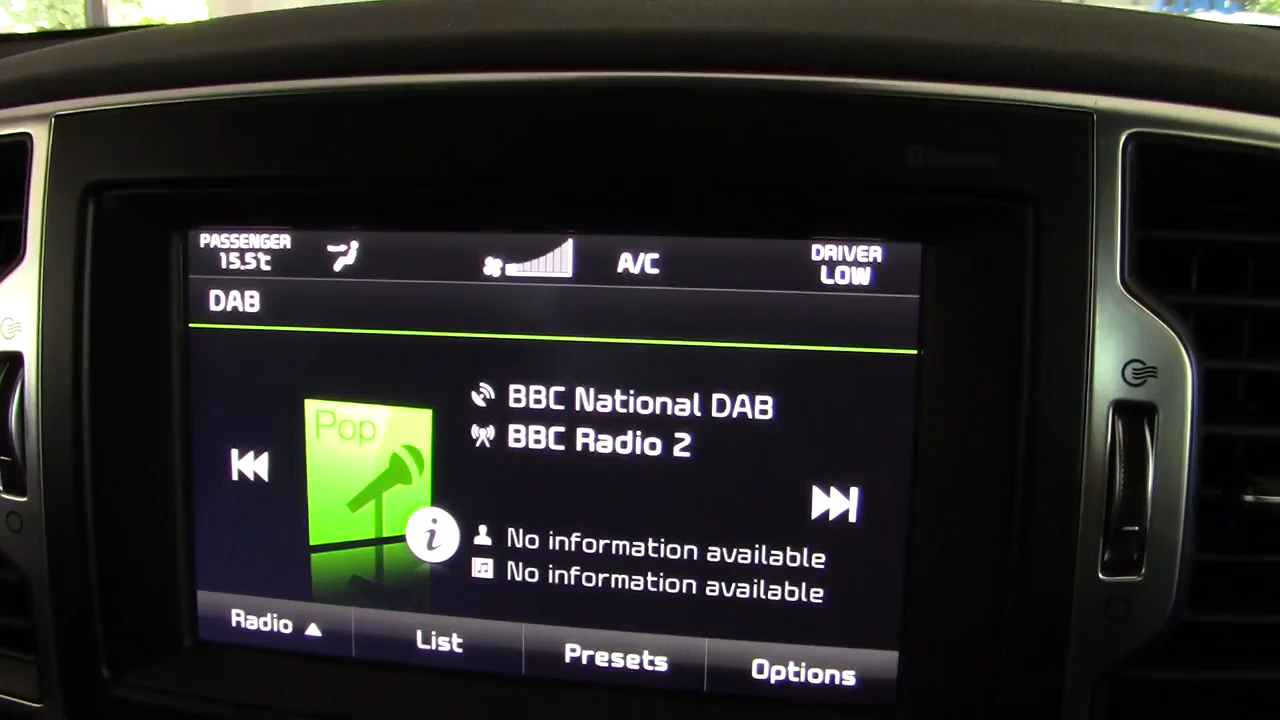 PASSENGER
15.5°C
A/C
DRIVER
LOW
DAB
Pop
BBC National DAB
BBC Radio 2
i
No information available
No information available
Radio ▲
List
Presets
Options